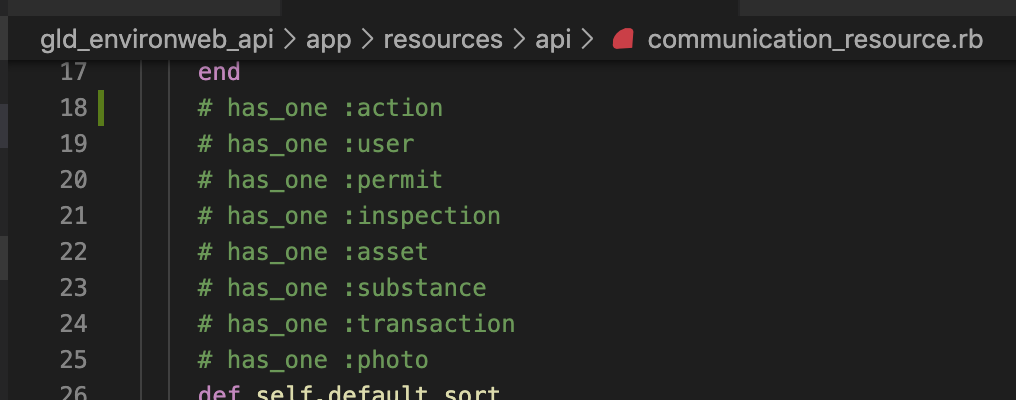 gld_environweb_api > app > resources > api > communication_resource.rb
17 end
18 # has_one :action
19 # has_one :user
20 # has_one :permit
21 # has_one :inspection
22 # has_one :asset
23 # has_one :substance
24 # has_one :transaction
25 # has_one :photo
26 def self.default_sort